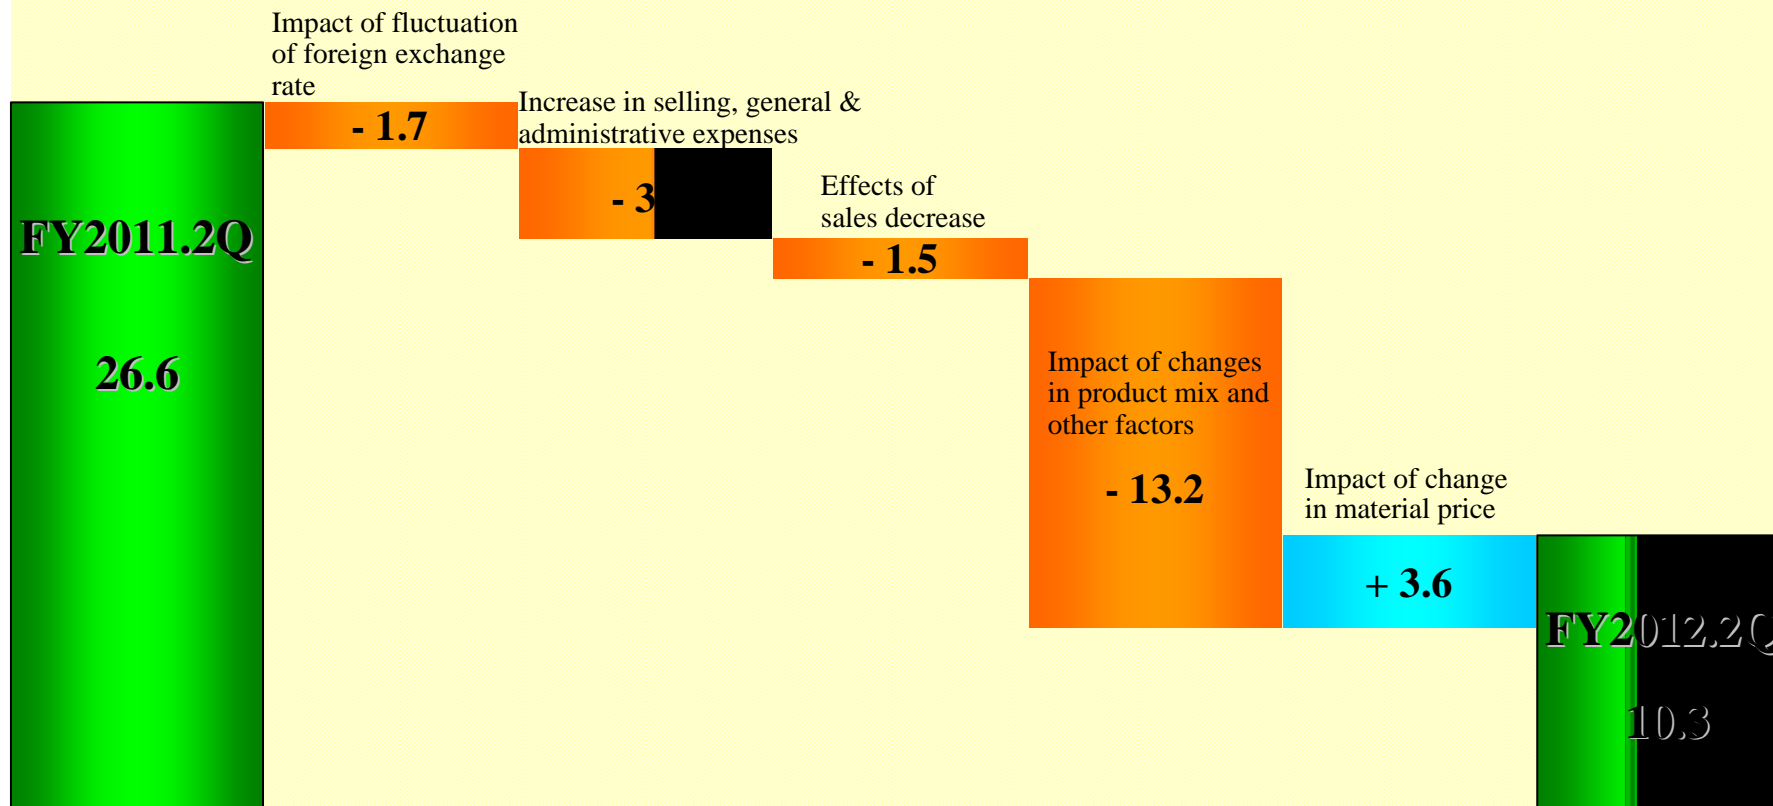 Impact of fluctuation
of foreign exchange
rate
- 1.7
Increase in selling, general &
administrative expenses
- 3
Effects of
sales decrease
- 1.5
FY2011.2Q
26.6
Impact of changes
in product mix and
other factors
- 13.2
Impact of change
in material price
+ 3.6
FY2012.2Q
10.3